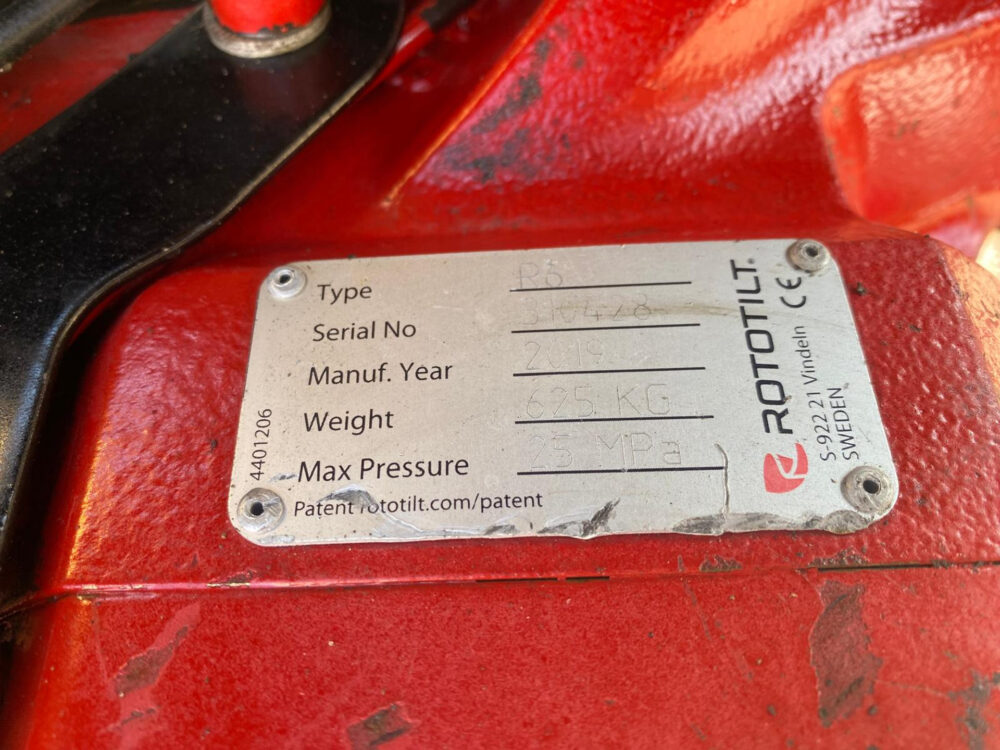 Type R6
Serial No
Manuf. Year 2019
Weight 625 KG
Max Pressure 25 MPa
Patent rototilt.com/patent
4401206
ROTOTILT®
S-922 21 Vindeln CE
SWEDEN